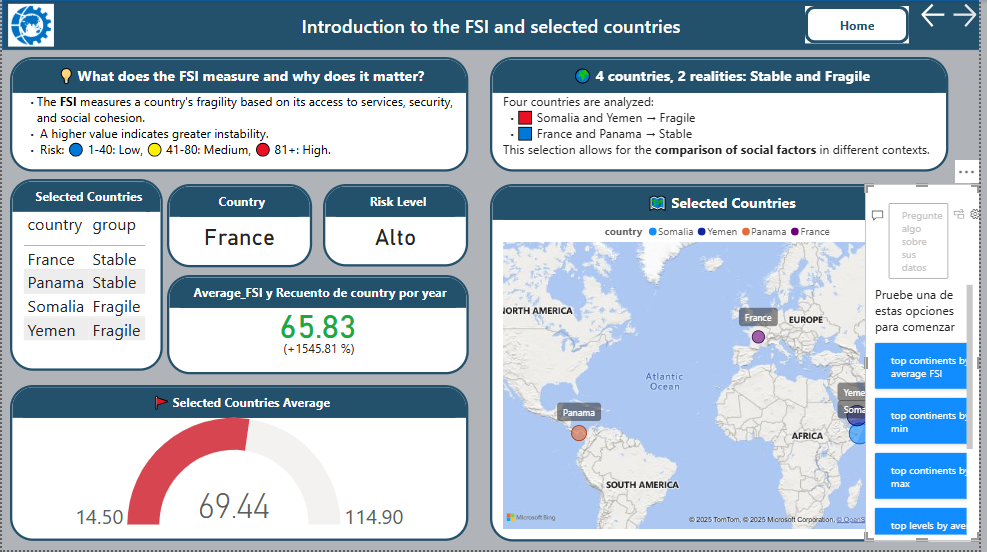 Introduction to the FSI and selected countries
Home
What does the FSI measure and why does it matter?
• The FSI measures a country's fragility based on its access to services, security,
and social cohesion.
• A higher value indicates greater instability.
• Risk: 1-40: Low, 41-80: Medium, 81+: High.
4 countries, 2 realities: Stable and Fragile
Four countries are analyzed:
• Somalia and Yemen → Fragile
• France and Panama → Stable
This selection allows for the comparison of social factors in different contexts.
Selected Countries
country group
France Stable
Panama Stable
Somalia Fragile
Yemen Fragile
Country
France
Risk Level
Alto
Average_FSI y Recuento de country por year
65.83
(+1545.81 %)
Selected Countries Average
14.50
69.44
114.90
Selected Countries
country Somalia Yemen Panama France
NORTH AMERICA
EUROPE
France
Atlantic
Ocean
Panama
Yeme
Soma
AFRICA
SOUTH AMERICA
Microsoft Bing
© 2025 TomTom, © 2025 Microsoft Corporation, © OpenS
Pregunte
algo
sobre
sus
datos
Pruebe una de
estas opciones
para comenzar
top continents by
average FSI
top continents by
min
top continents by
max
top levels by ave